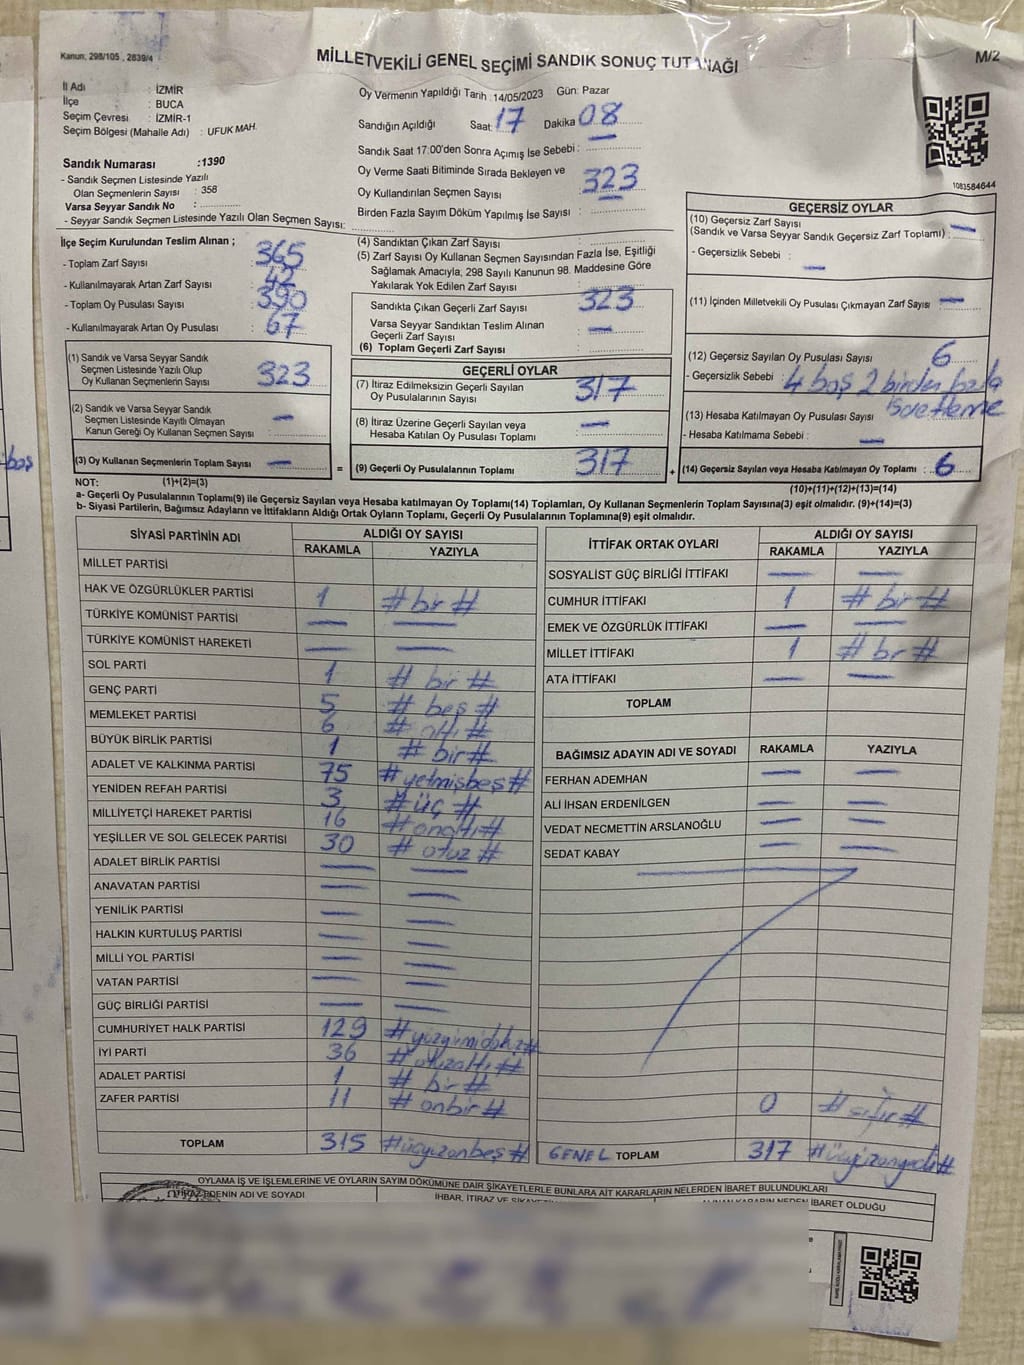 Kanun: 298/105 , 2839/4
MİLLETVEKİLİ GENEL SEÇİMİ SANDIK SONUÇ TUTANAĞI
M/2
İl Adı : İZMİR
İlçe : BUCA
Seçim Çevresi : İZMİR-1
Seçim Bölgesi (Mahalle Adı) : UFUK MAH.
Oy Vermenin Yapıldığı Tarih : 14/05/2023 Gün: Pazar
Sandığın Açıldığı Saat: 17 Dakika 08
Sandık Saat 17:00'den Sonra Açımış İse Sebebi : —
Oy Verme Saati Bitiminde Sırada Bekleyen ve
Oy Kullandırılan Seçmen Sayısı : 323
Birden Fazla Sayım Döküm Yapılmış İse Sayısı :
1083584644
Sandık Numarası :1390
- Sandık Seçmen Listesinde Yazılı
Olan Seçmenlerin Sayısı : 358
Varsa Seyyar Sandık No :
- Seyyar Sandık Seçmen Listesinde Yazılı Olan Seçmen Sayısı:
İlçe Seçim Kurulundan Teslim Alınan ;
- Toplam Zarf Sayısı : 365
- Kullanılmayarak Artan Zarf Sayısı : 42
- Toplam Oy Pusulası Sayısı : 390
- Kullanılmayarak Artan Oy Pusulası : 67
(1) Sandık ve Varsa Seyyar Sandık
Seçmen Listesinde Yazılı Olup
Oy Kullanan Seçmenlerin Sayısı : 323
(2) Sandık ve Varsa Seyyar Sandık
Seçmen Listesinde Kayıtlı Olmayan
Kanun Gereği Oy Kullanan Seçmen Sayısı : —
(3) Oy Kullanan Seçmenlerin Toplam Sayısı : —
(4) Sandıktan Çıkan Zarf Sayısı :
(5) Zarf Sayısı Oy Kullanan Seçmen Sayısından Fazla İse, Eşitliği
Sağlamak Amacıyla, 298 Sayılı Kanunun 98. Maddesine Göre
Yakılarak Yok Edilen Zarf Sayısı :
Sandıkta Çıkan Geçerli Zarf Sayısı : 323
Varsa Seyyar Sandıktan Teslim Alınan
Geçerli Zarf Sayısı : —
(6) Toplam Geçerli Zarf Sayısı :
GEÇERLİ OYLAR
(7) İtiraz Edilmeksizin Geçerli Sayılan
Oy Pusulalarının Sayısı : 317
(8) İtiraz Üzerine Geçerli Sayılan veya
Hesaba Katılan Oy Pusulası Toplamı : —
= (9) Geçerli Oy Pusulalarının Toplamı : 317 +
GEÇERSİZ OYLAR
(10) Geçersiz Zarf Sayısı
(Sandık ve Varsa Seyyar Sandık Geçersiz Zarf Toplamı) : —
- Geçersizlik Sebebi : —
(11) İçinden Milletvekili Oy Pusulası Çıkmayan Zarf Sayısı : —
(12) Geçersiz Sayılan Oy Pusulası Sayısı : 6
- Geçersizlik Sebebi : 4 boş 2 birden fazla
işaretleme
(13) Hesaba Katılmayan Oy Pusulası Sayısı
- Hesaba Katılmama Sebebi : —
(14) Geçersiz Sayılan veya Hesaba Katılmayan Oy Toplamı : 6
NOT: (1)+(2)=(3)
(10)+(11)+(12)+(13)=(14)
a- Geçerli Oy Pusulalarının Toplamı(9) ile Geçersiz Sayılan veya Hesaba katılmayan Oy Toplamı(14) Toplamları, Oy Kullanan Seçmenlerin Toplam Sayısına(3) eşit olmalıdır. (9)+(14)=(3)
b- Siyasi Partilerin, Bağımsız Adayların ve İttifakların Aldığı Ortak Oyların Toplamı, Geçerli Oy Pusulalarının Toplamına(9) eşit olmalıdır.
SİYASİ PARTİNİN ADI ALDIĞI OY SAYISI
RAKAMLA YAZIYLA
MİLLET PARTİSİ
HAK VE ÖZGÜRLÜKLER PARTİSİ 1 # bir #
TÜRKİYE KOMÜNİST PARTİSİ — —
TÜRKİYE KOMÜNİST HAREKETİ — —
SOL PARTİ 1 # bir #
GENÇ PARTİ 5 # beş #
MEMLEKET PARTİSİ 6 # altı #
BÜYÜK BİRLİK PARTİSİ 1 # bir #
ADALET VE KALKINMA PARTİSİ 75 # yetmişbeş #
YENİDEN REFAH PARTİSİ 3 # üç #
MİLLİYETÇİ HAREKET PARTİSİ 16 # onaltı #
YEŞİLLER VE SOL GELECEK PARTİSİ 30 # otuz #
ADALET BİRLİK PARTİSİ — —
ANAVATAN PARTİSİ — —
YENİLİK PARTİSİ — —
HALKIN KURTULUŞ PARTİSİ — —
MİLLİ YOL PARTİSİ — —
VATAN PARTİSİ — —
GÜÇ BİRLİĞİ PARTİSİ — —
CUMHURİYET HALK PARTİSİ 129 # yüzyirmidokuz #
İYİ PARTİ 36 # otuzaltı #
ADALET PARTİSİ 1 # bir #
ZAFER PARTİSİ 11 # onbir #
TOPLAM 315 # üçyüzonbeş #
İTTİFAK ORTAK OYLARI ALDIĞI OY SAYISI
RAKAMLA YAZIYLA
SOSYALİST GÜÇ BİRLİĞİ İTTİFAKI — —
CUMHUR İTTİFAKI 1 # bir #
EMEK VE ÖZGÜRLÜK İTTİFAKI — —
MİLLET İTTİFAKI 1 # bir #
ATA İTTİFAKI — —
TOPLAM
BAĞIMSIZ ADAYIN ADI VE SOYADI RAKAMLA YAZIYLA
FERHAN ADEMHAN — —
ALİ İHSAN ERDENİLGEN — —
VEDAT NECMETTİN ARSLANOĞLU — —
SEDAT KABAY — —
0 # sıfır #
GENEL TOPLAM 317 # üçyüzonyedi #
OYLAMA İŞ VE İŞLEMLERİNE VE OYLARIN SAYIM DÖKÜMÜNE DAİR ŞİKAYETLERLE BUNLARA AİT KARARLARIN NELERDEN İBARET BULUNDUKLARI
İTİRAZ EDENİN ADI VE SOYADI
İHBAR, İTİRAZ VE
ALINAN KARARIN NEDEN İBARET OLDUĞU
boş